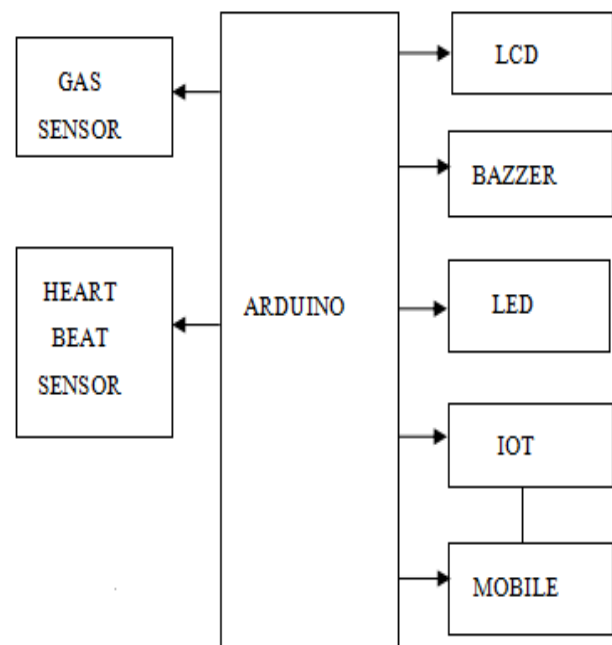 GAS
SENSOR
HEART
BEAT
SENSOR
ARDUINO
LCD
BAZZER
LED
IOT
MOBILE